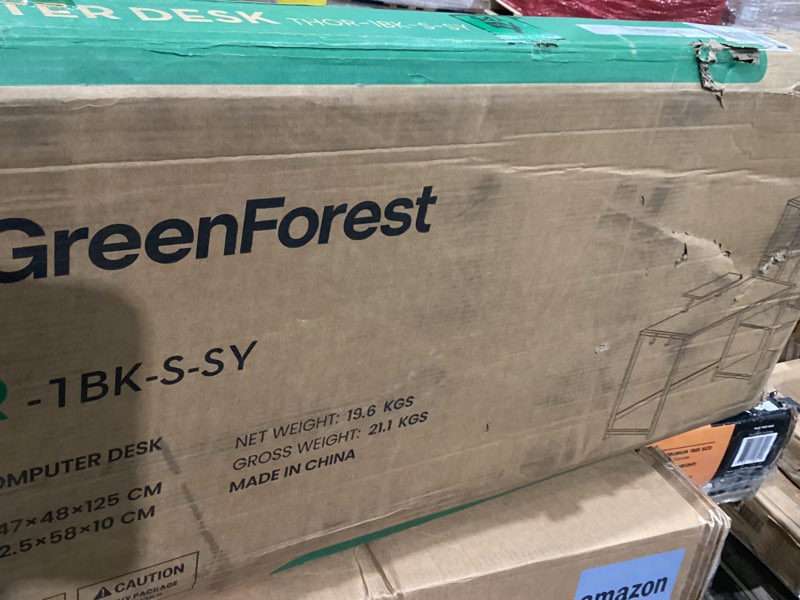 TER DESK THOR-1BK-S-SY
GreenForest
R -1BK-S-SY
OMPUTER DESK
47×48×125 CM
2.5×58×10 CM
NET WEIGHT: 19.6 KGS
GROSS WEIGHT: 21.1 KGS
MADE IN CHINA
CAUTION
PACKAGE
amazon